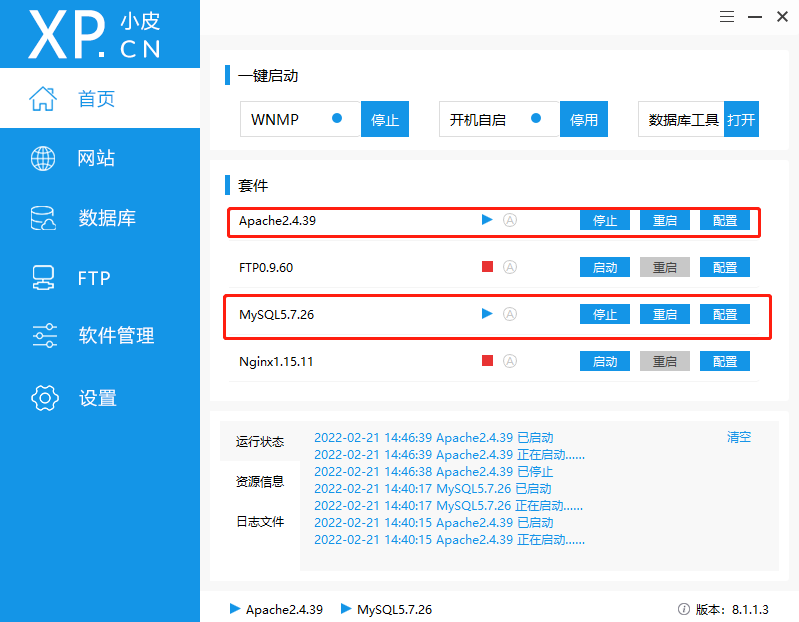 XP. 小皮
CN
首页
网站
数据库
FTP
软件管理
设置
一键启动
WNMP 停止 开机自启 停用 数据库工具 打开
套件
Apache2.4.39 A 停止 重启 配置
FTP0.9.60 A 启动 重启 配置
MySQL5.7.26 A 停止 重启 配置
Nginx1.15.11 A 启动 重启 配置
运行状态
资源信息
日志文件
2022-02-21 14:46:39 Apache2.4.39 已启动 清空
2022-02-21 14:46:39 Apache2.4.39 正在启动......
2022-02-21 14:46:38 Apache2.4.39 已停止
2022-02-21 14:40:17 MySQL5.7.26 已启动
2022-02-21 14:40:17 MySQL5.7.26 正在启动......
2022-02-21 14:40:15 Apache2.4.39 已启动
2022-02-21 14:40:15 Apache2.4.39 正在启动......
Apache2.4.39 MySQL5.7.26 版本：8.1.1.3